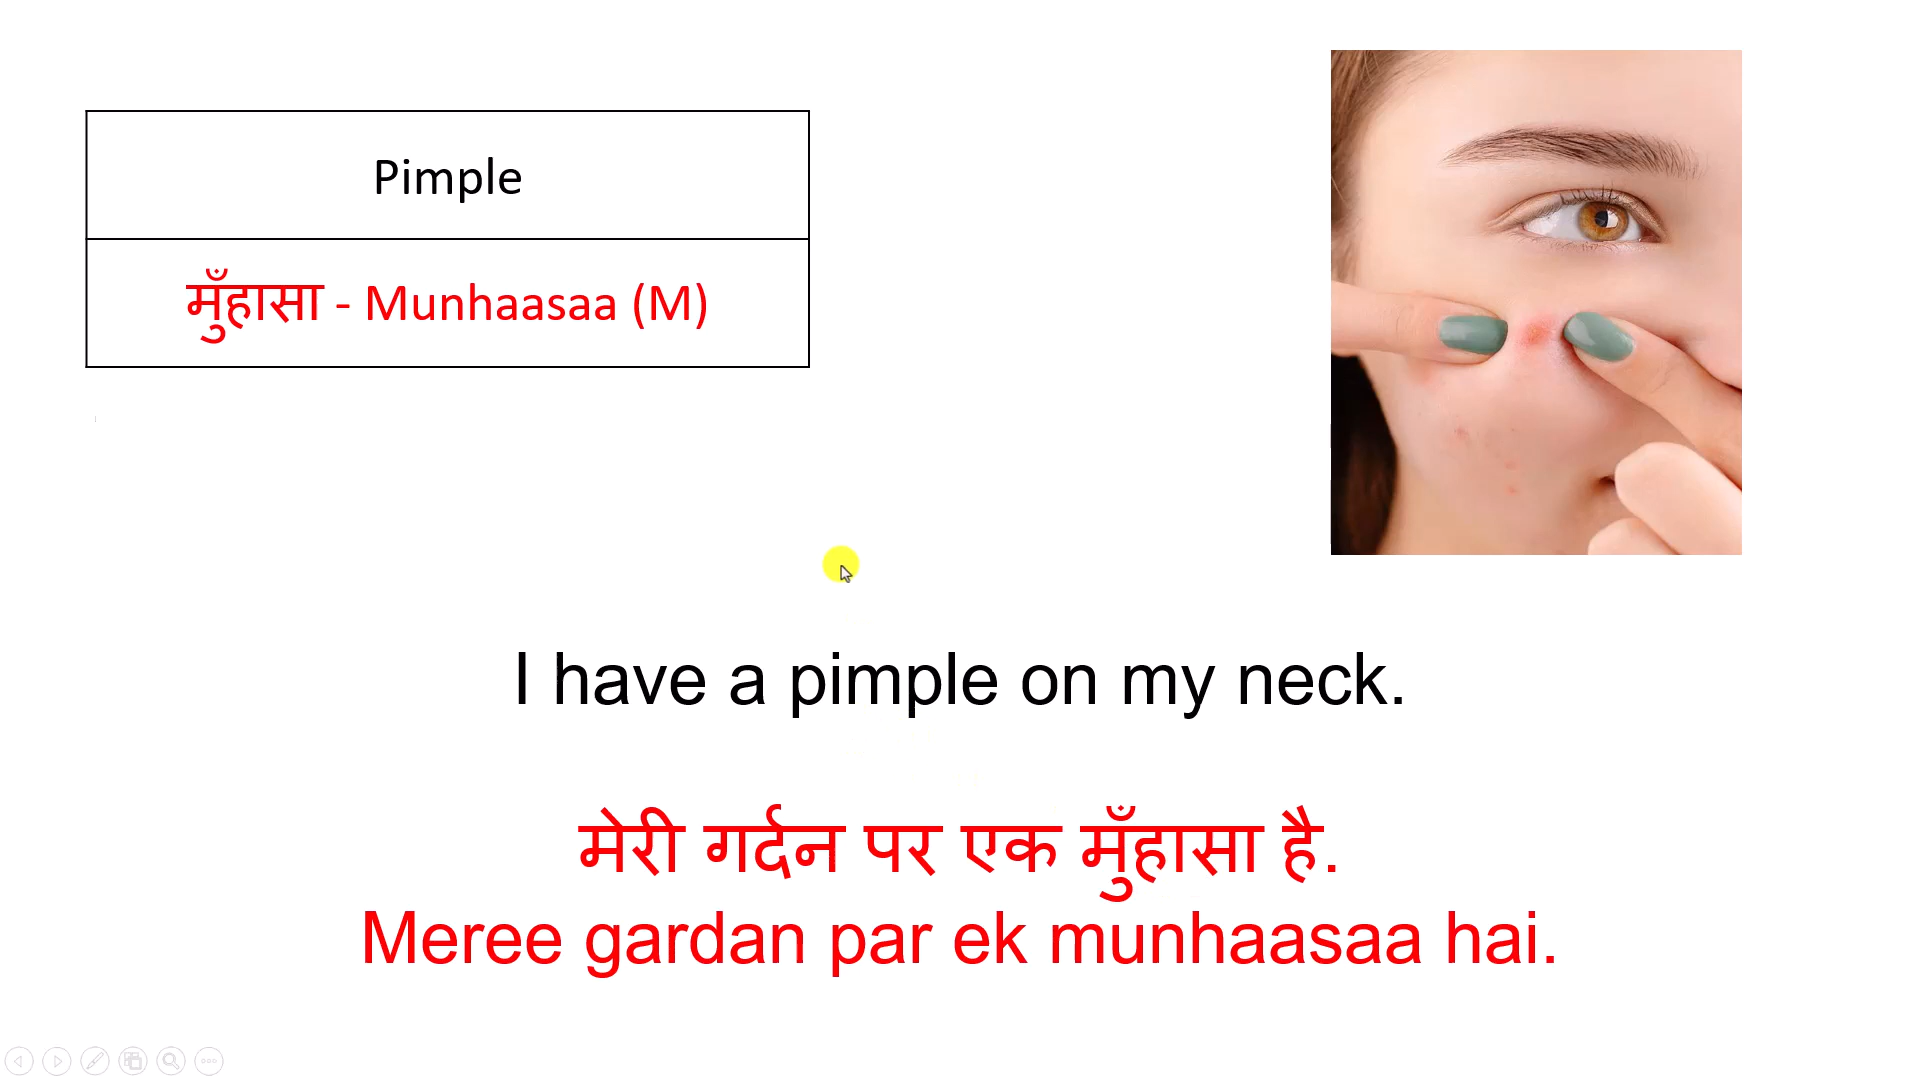 Pimple
मुँहासा - Munhaasaa (M)
I have a pimple on my neck.
मेरी गर्दन पर एक मुँहासा है.
Meree gardan par ek munhaasaa hai.